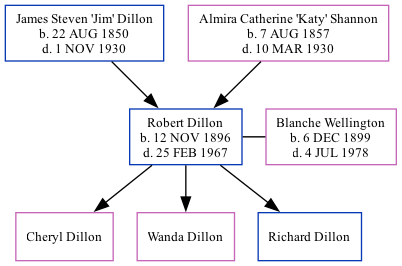 James Steven 'Jim' Dillon
b. 22 AUG 1850
d. 1 NOV 1930
Almira Catherine 'Katy' Shannon
b. 7 AUG 1857
d. 10 MAR 1930
Robert Dillon
b. 12 NOV 1896
d. 25 FEB 1967
Blanche Wellington
b. 6 DEC 1899
d. 4 JUL 1978
Cheryl Dillon
Wanda Dillon
Richard Dillon